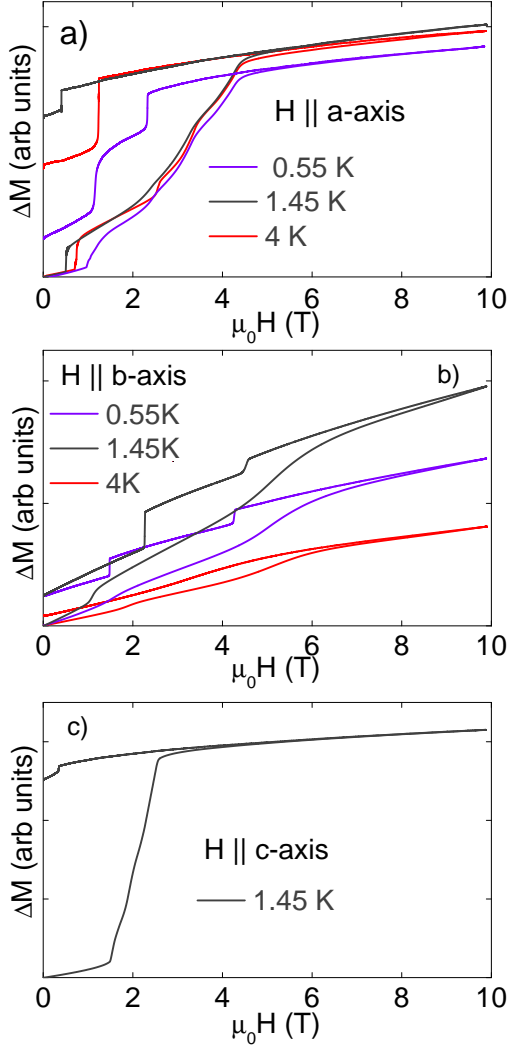 a)
ΔM (arb units)
H || a-axis
0.55 K
1.45 K
4 K
0 2 4 6 8 10
μ₀H (T)
H || b-axis
b)
0.55K
1.45K
4K
ΔM (arb units)
0 2 4 6 8 10
μ₀H (T)
c)
ΔM (arb units)
H || c-axis
1.45 K
0 2 4 6 8 10
μ₀H (T)